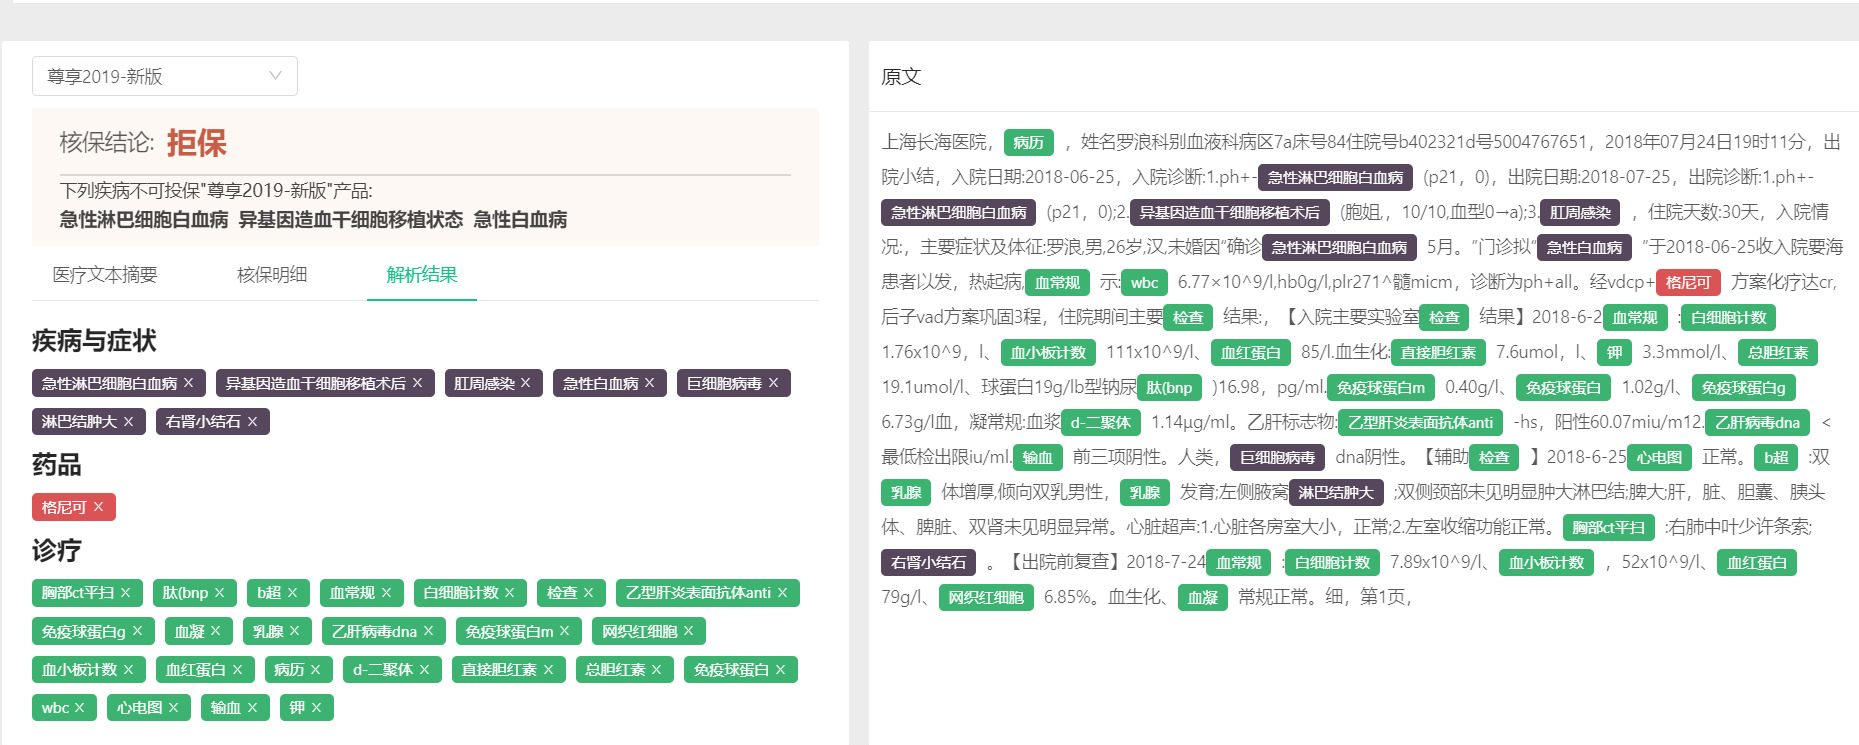 尊享2019-新版
核保结论: 拒保
下列疾病不可投保"尊享2019-新版"产品:
急性淋巴细胞白血病 异基因造血干细胞移植状态 急性白血病
医疗文本摘要 核保明细 解析结果
疾病与症状
急性淋巴细胞白血病 × 异基因造血干细胞移植术后 × 肛周感染 × 急性白血病 × 巨细胞病毒 ×
淋巴结肿大 × 右肾小结石 ×
药品
格尼可 ×
诊疗
胸部ct平扫 × 肽(bnp × b超 × 血常规 × 白细胞计数 × 检查 × 乙型肝炎表面抗体anti ×
免疫球蛋白g × 血凝 × 乳腺 × 乙肝病毒dna × 免疫球蛋白m × 网织红细胞 ×
血小板计数 × 血红蛋白 × 病历 × d-二聚体 × 直接胆红素 × 总胆红素 × 免疫球蛋白 ×
wbc × 心电图 × 输血 × 钾 ×
原文
上海长海医院，病历 ，姓名罗浪科别血液科病区7a床号84住院号b402321d号5004767651，2018年07月24日19时11分，出
院小结，入院日期:2018-06-25，入院诊断:1.ph+-急性淋巴细胞白血病 (p21，0)，出院日期:2018-07-25，出院诊断:1.ph+-
急性淋巴细胞白血病 (p21，0);2.异基因造血干细胞移植术后 (胞姐,，10/10,血型0→a);3.肛周感染 ，住院天数:30天，入院情
况:，主要症状及体征:罗浪,男,26岁,汉,未婚因"确诊急性淋巴细胞白血病 5月。"门诊拟"急性白血病 "于2018-06-25收入院要海
患者以发，热起病,血常规 示:wbc 6.77×10^9/l,hb0g/l,plr271^髓micm，诊断为ph+all。经vdcp+格尼可 方案化疗达cr,
后子vad方案巩固3程，住院期间主要检查 结果:，【入院主要实验室检查 结果】2018-6-2血常规 :白细胞计数
1.76x10^9，l、血小板计数 111x10^9/l、血红蛋白 85/l.血生化:直接胆红素 7.6umol，l、钾 3.3mmol/l、总胆红素
19.1umol/l、球蛋白19g/lb型钠尿肽(bnp )16.98，pg/ml.免疫球蛋白m 0.40g/l、免疫球蛋白 1.02g/l、免疫球蛋白g
6.73g/l血，凝常规:血浆d-二聚体 1.14μg/ml。乙肝标志物:乙型肝炎表面抗体anti -hs，阳性60.07miu/m12.乙肝病毒dna <
最低检出限iu/ml.输血 前三项阴性。人类，巨细胞病毒 dna阴性。【辅助检查 】2018-6-25心电图 正常。b超 :双
乳腺 体增厚,倾向双乳男性，乳腺 发育;左侧腋窝淋巴结肿大 ;双侧颈部未见明显肿大淋巴结;脾大;肝，脏、胆囊、胰头
体、脾脏、双肾未见明显异常。心脏超声:1.心脏各房室大小，正常;2.左室收缩功能正常。胸部ct平扫 :右肺中叶少许条索;
右肾小结石 。【出院前复查】2018-7-24血常规 :白细胞计数 7.89x10^9/l、血小板计数 ，52x10^9/l、血红蛋白
79g/l、网织红细胞 6.85%。血生化、血凝 常规正常。细，第1页，